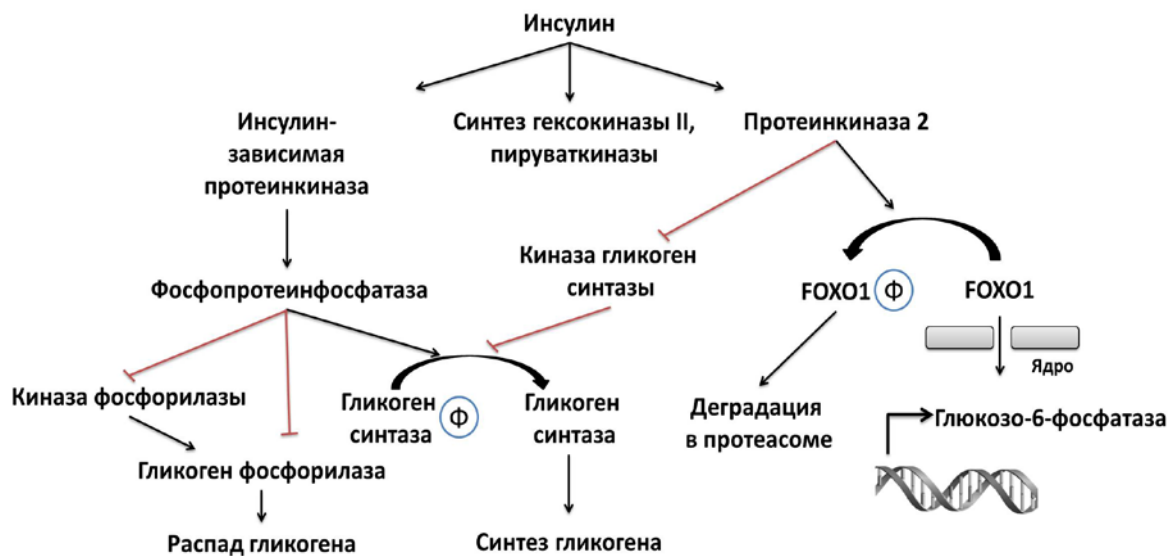 Инсулин
Инсулин-
зависимая
протеинкиназа
Синтез гексокиназы II,
пируваткиназы
Протеинкиназа 2
Киназа гликоген
синтазы
Фосфопротеинфосфатаза
FOXO1 Ф
FOXO1
Ядро
Киназа фосфорилазы
Гликоген
синтаза
Ф
Гликоген
синтаза
Деградация
в протеасоме
Глюкозо-6-фосфатаза
Гликоген фосфорилаза
Распад гликогена
Синтез гликогена